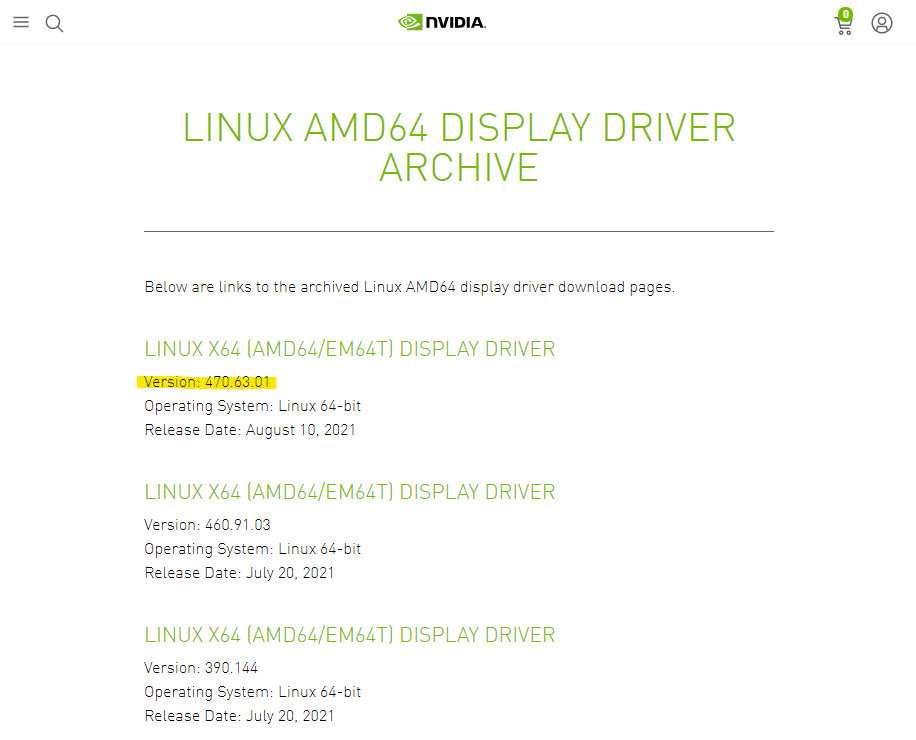 NVIDIA.
0
LINUX AMD64 DISPLAY DRIVER
ARCHIVE
Below are links to the archived Linux AMD64 display driver download pages.
LINUX X64 (AMD64/EM64T) DISPLAY DRIVER
Version: 470.63.01
Operating System: Linux 64-bit
Release Date: August 10, 2021
LINUX X64 (AMD64/EM64T) DISPLAY DRIVER
Version: 460.91.03
Operating System: Linux 64-bit
Release Date: July 20, 2021
LINUX X64 (AMD64/EM64T) DISPLAY DRIVER
Version: 390.144
Operating System: Linux 64-bit
Release Date: July 20, 2021